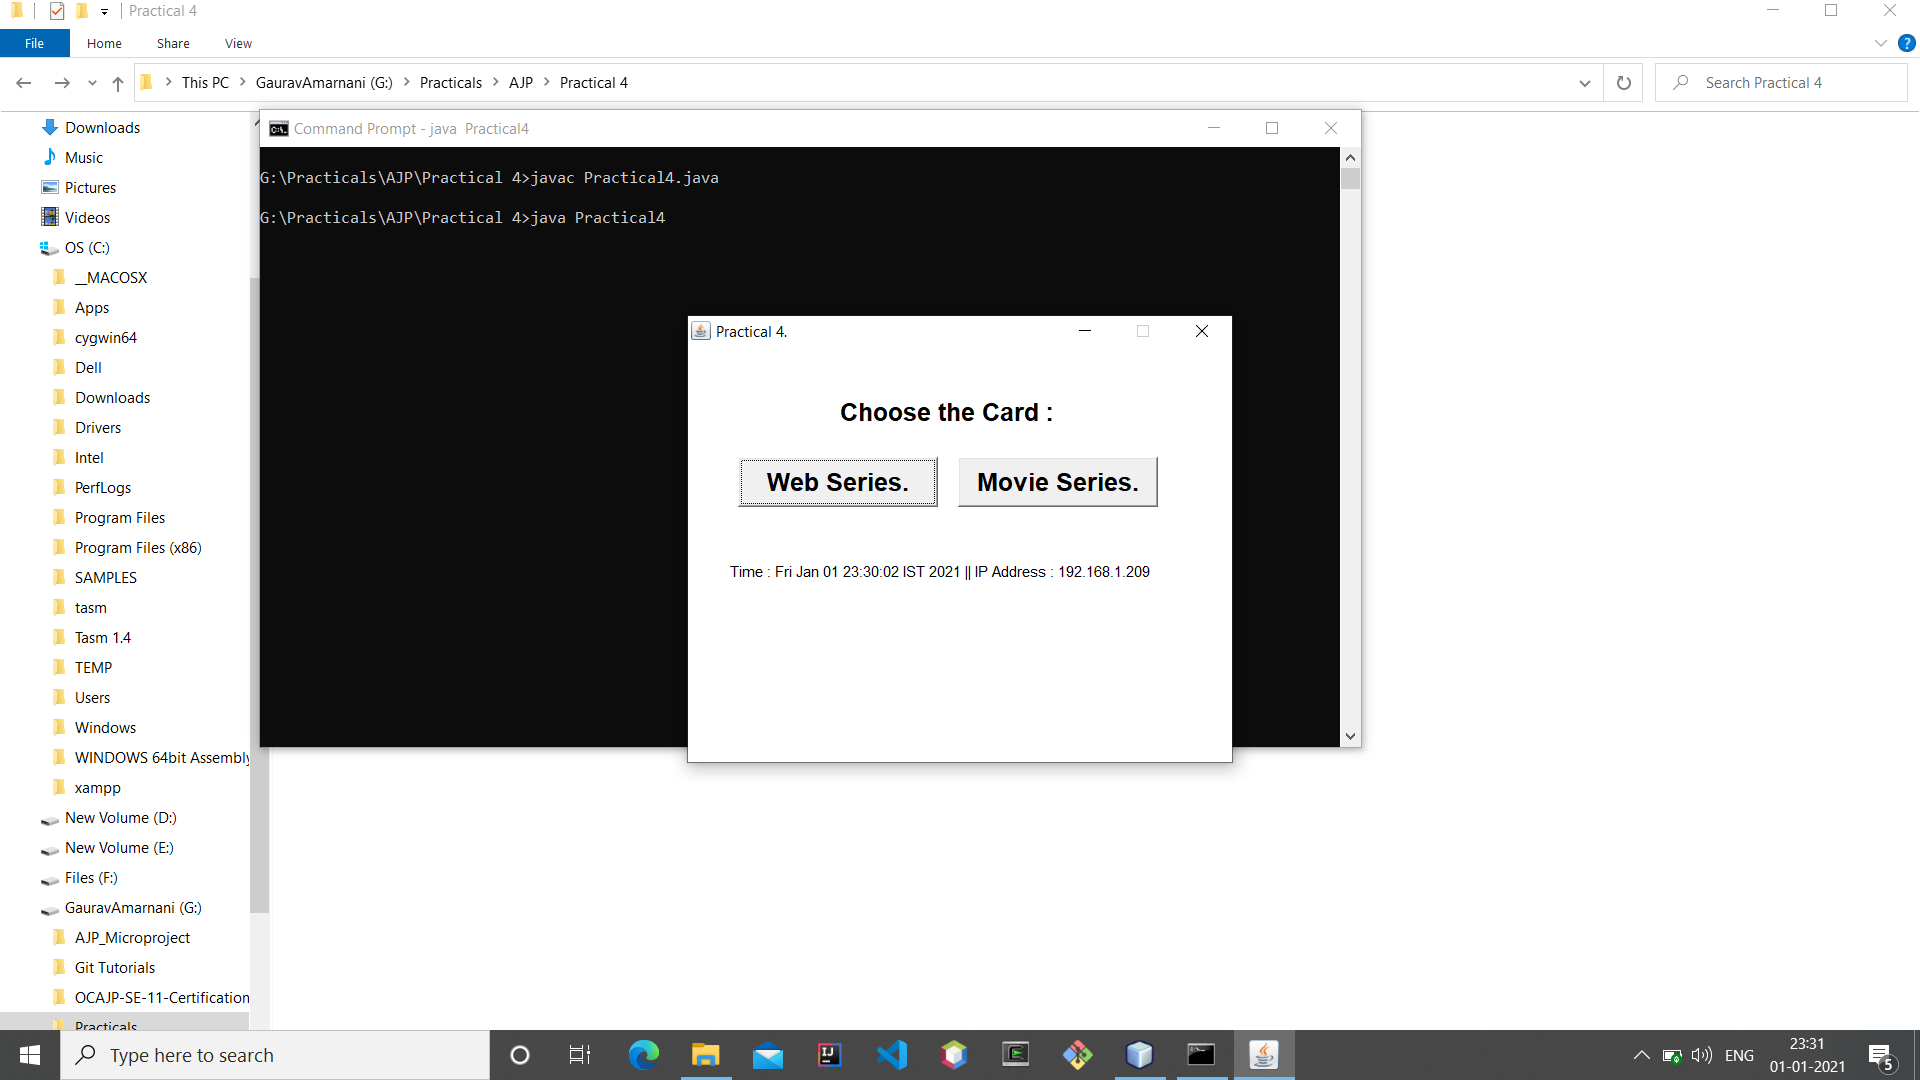 Practical 4
File Home Share View
This PC GauravAmarnani (G:) Practicals AJP Practical 4
Search Practical 4
Downloads
Music
Pictures
Videos
OS (C:)
__MACOSX
Apps
cygwin64
Dell
Downloads
Drivers
Intel
PerfLogs
Program Files
Program Files (x86)
SAMPLES
tasm
Tasm 1.4
TEMP
Users
Windows
WINDOWS 64bit Assembly
xampp
New Volume (D:)
New Volume (E:)
Files (F:)
GauravAmarnani (G:)
AJP_Microproject
Git Tutorials
OCAJP-SE-11-Certification
Practicals
Command Prompt - java  Practical4
G:\Practicals\AJP\Practical 4>javac Practical4.java
G:\Practicals\AJP\Practical 4>java Practical4
Practical 4.
Choose the Card :
Web Series. Movie Series.
Time : Fri Jan 01 23:30:02 IST 2021 || IP Address : 192.168.1.209
Type here to search
ENG
23:31
01-01-2021
5